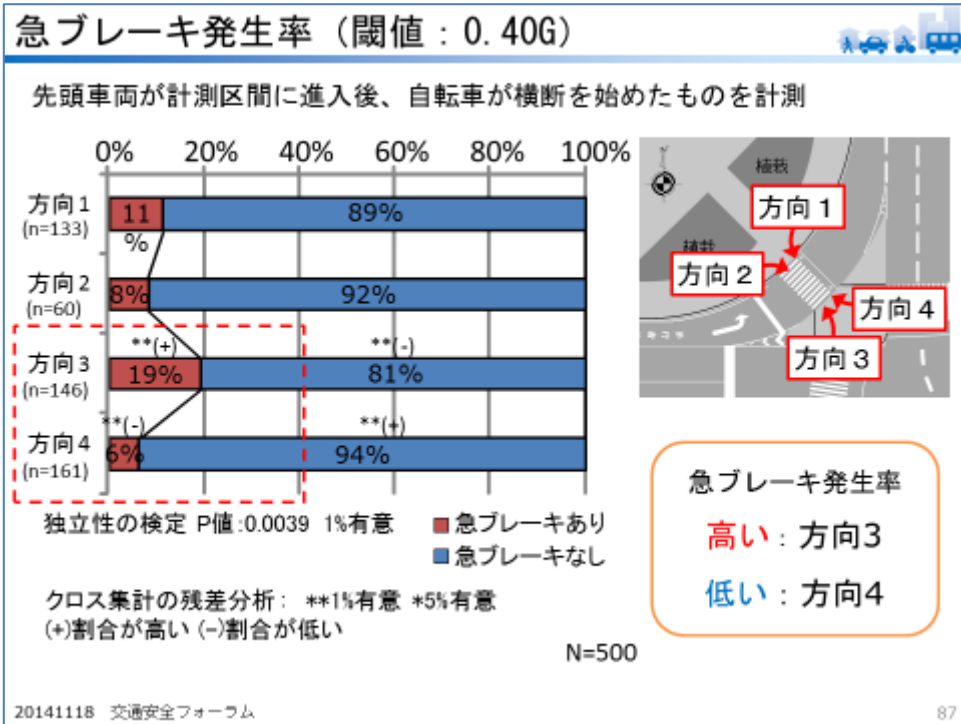 急ブレーキ発生率（閾値：0.40G）
先頭車両が計測区間に進入後、自転車が横断を始めたものを計測
0% 20% 40% 60% 80% 100%
方向1
(n=133)
11
%
89%
方向2
(n=60)
8%
92%
**(+)
**(-)
方向3
(n=146)
19%
81%
**(-)
**(+)
方向4
(n=161)
6%
94%
独立性の検定 P値:0.0039 1%有意
急ブレーキあり
急ブレーキなし
クロス集計の残差分析： **1%有意 *5%有意
(+)割合が高い (-)割合が低い
N=500
植栽
方向１
植栽
方向２
方向４
方向３
急ブレーキ発生率
高い：方向3
低い：方向4
20141118 交通安全フォーラム
87